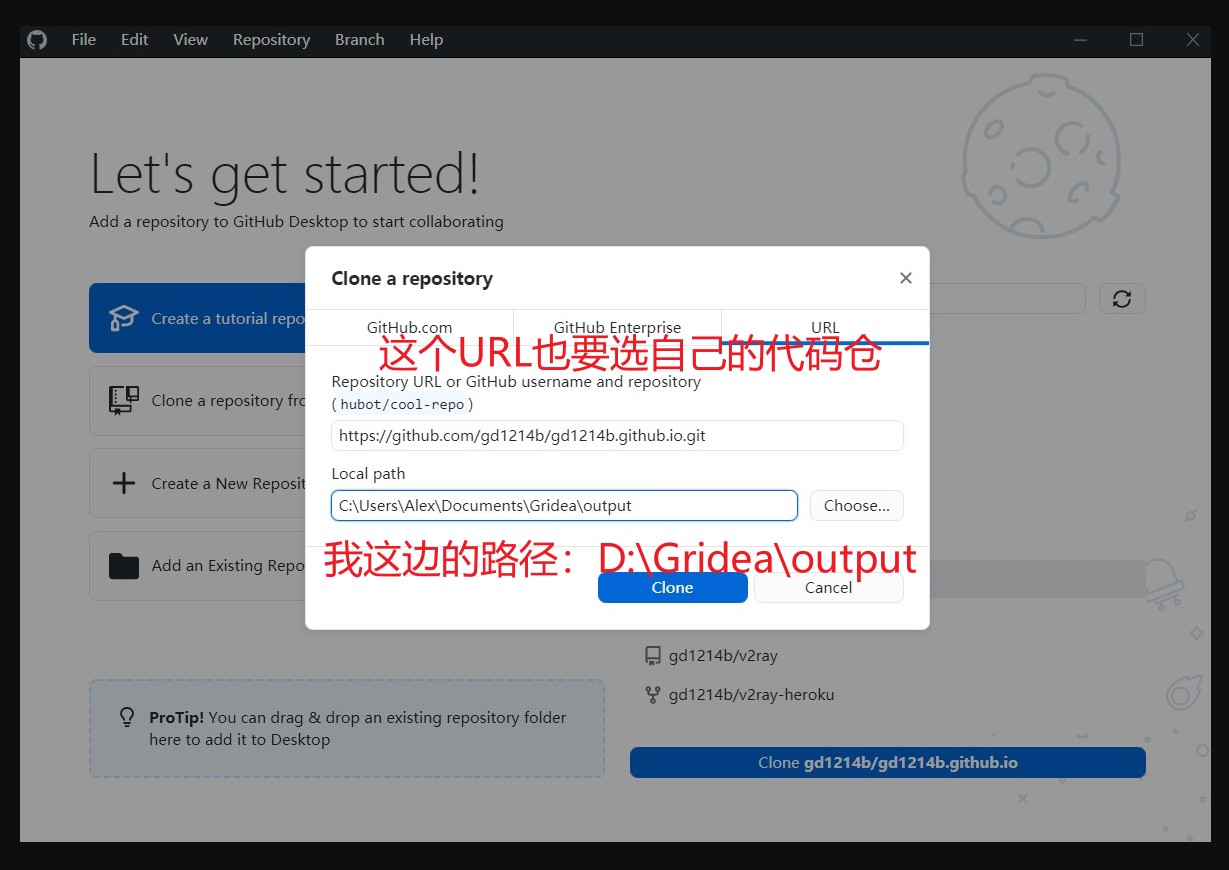 File Edit View Repository Branch Help
Let's get started!
Add a repository to GitHub Desktop to start collaborating
Clone a repository
Create a tutorial repo
GitHub.com GitHub Enterprise URL
这个URL也要选自己的代码仓
Repository URL or GitHub username and repository
(hubot/cool-repo)
Clone a repository
https://github.com/gd1214b/gd1214b.github.io.git
Local path
Create a New
C:\Users\Alex\Documents\Gridea\output
Choose...
我这边的路径：D:\Gridea\output
Add an Existing
Clone Cancel
gd1214b/v2ray
gd1214b/v2ray-heroku
ProTip! You can drag & drop an existing repository folder
here to add it to Desktop
Clone gd1214b/gd1214b.github.io